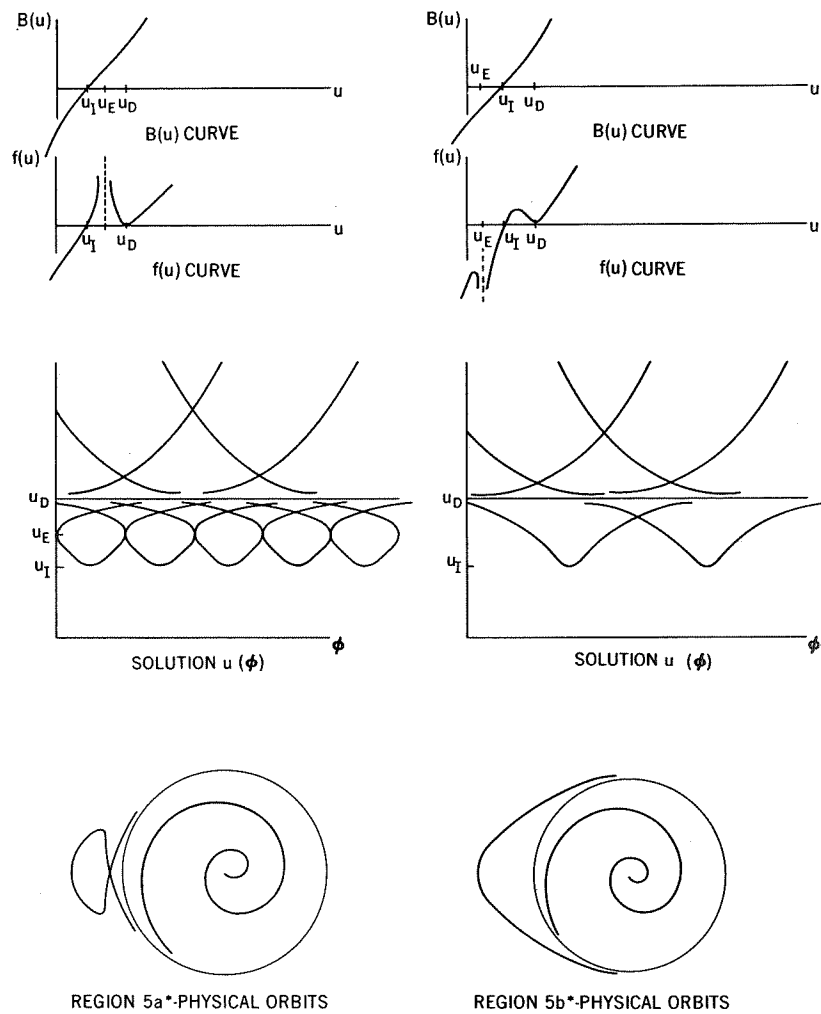 B(u)
u
u_I u_E u_D
B(u) CURVE
f(u)
u
u_I u_D
f(u) CURVE
u_D
u_E
u_I
ϕ
SOLUTION u (ϕ)
REGION 5a*-PHYSICAL ORBITS
B(u)
u_E
u
u_I u_D
B(u) CURVE
f(u)
u
u_E u_I u_D
f(u) CURVE
u_D
u_I
ϕ
SOLUTION u (ϕ)
REGION 5b*-PHYSICAL ORBITS